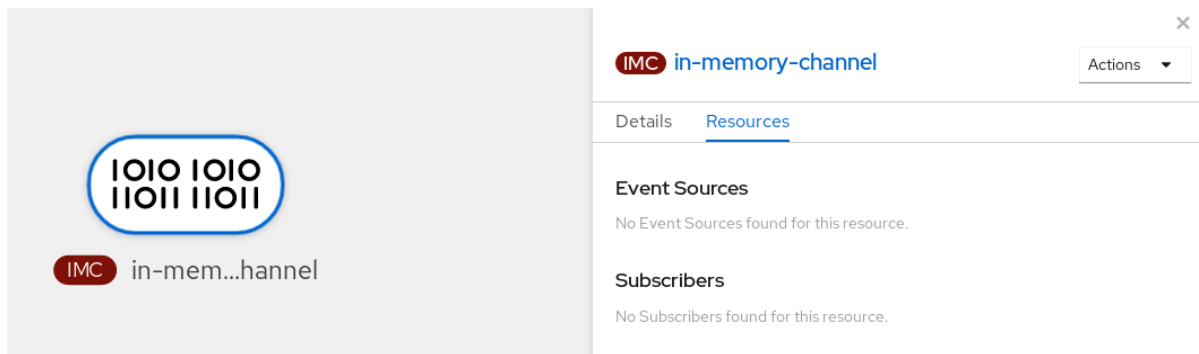 1010 1010
11011 11011
IMC in-mem...hannel
×
IMC in-memory-channel
Actions
Details Resources
Event Sources
No Event Sources found for this resource.
Subscribers
No Subscribers found for this resource.